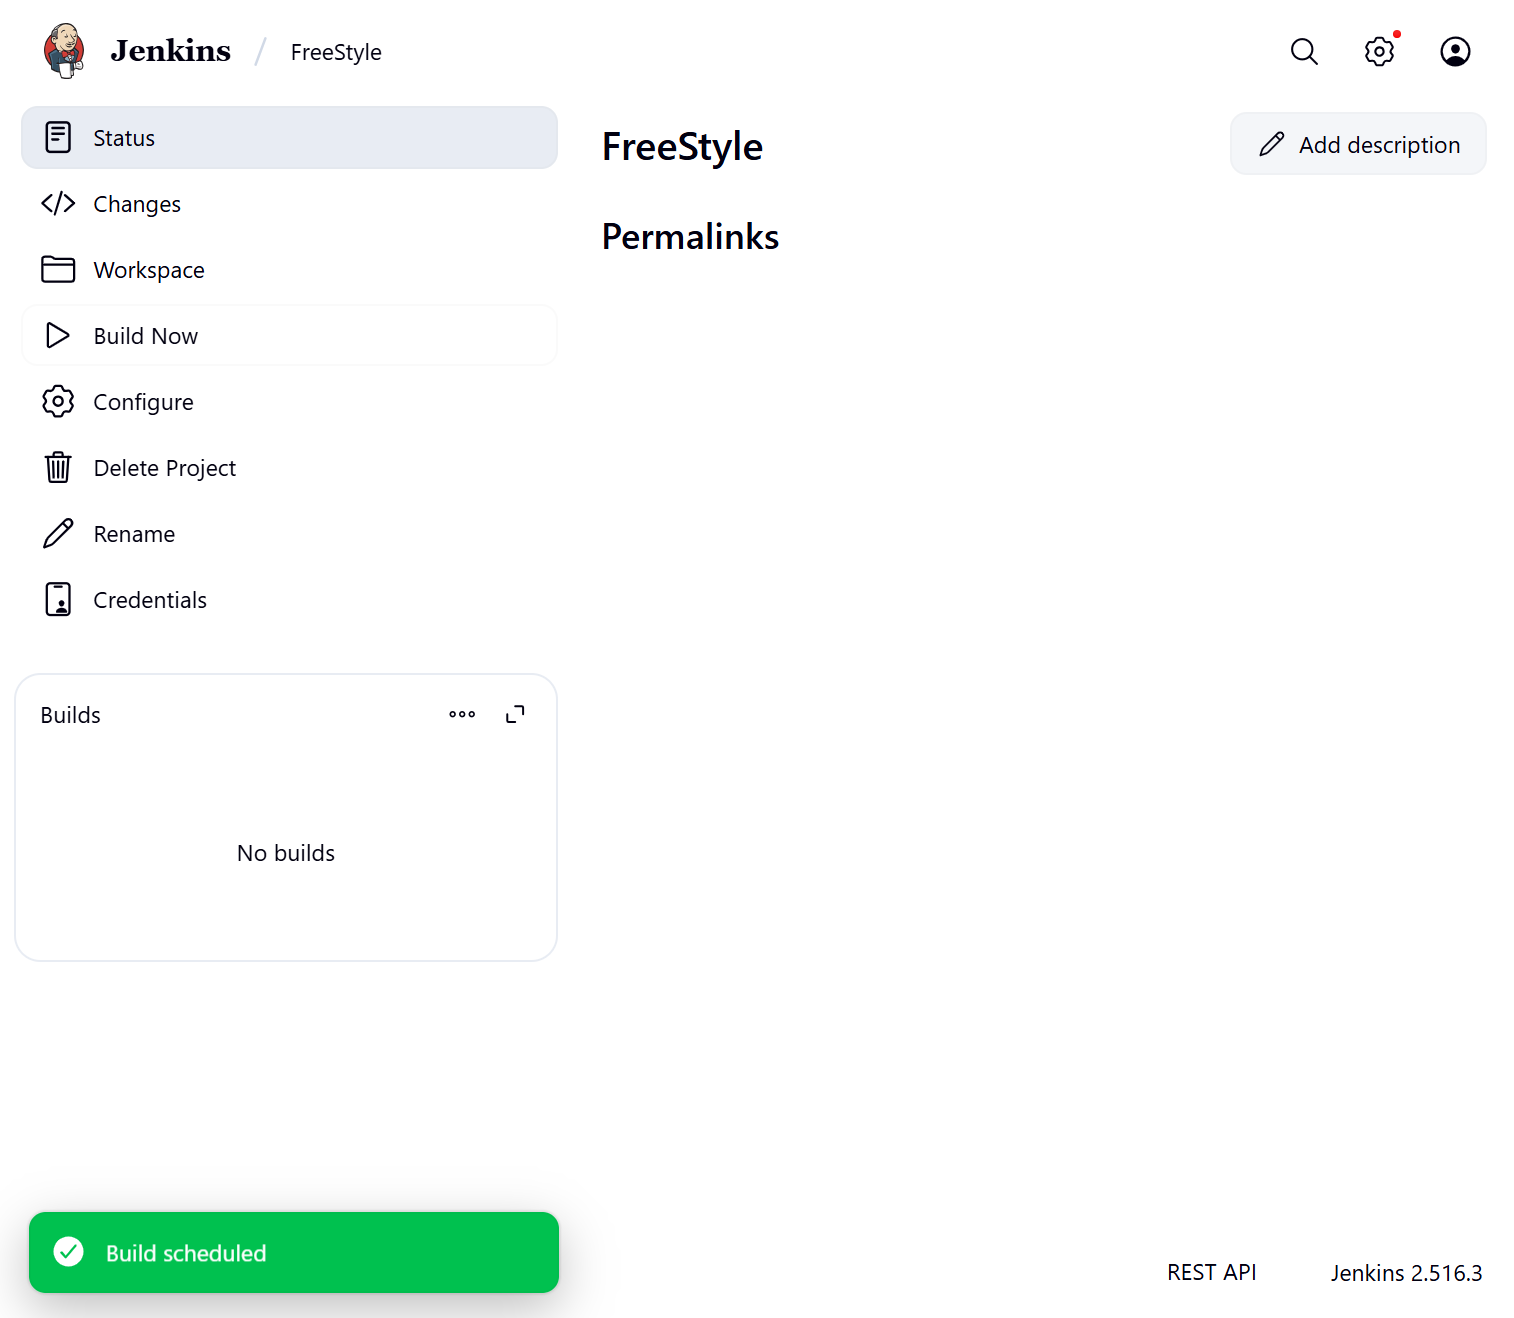 Jenkins / FreeStyle
Status
Changes
Workspace
Build Now
Configure
Delete Project
Rename
Credentials
Builds
No builds
FreeStyle
Add description
Permalinks
Build scheduled
REST API
Jenkins 2.516.3